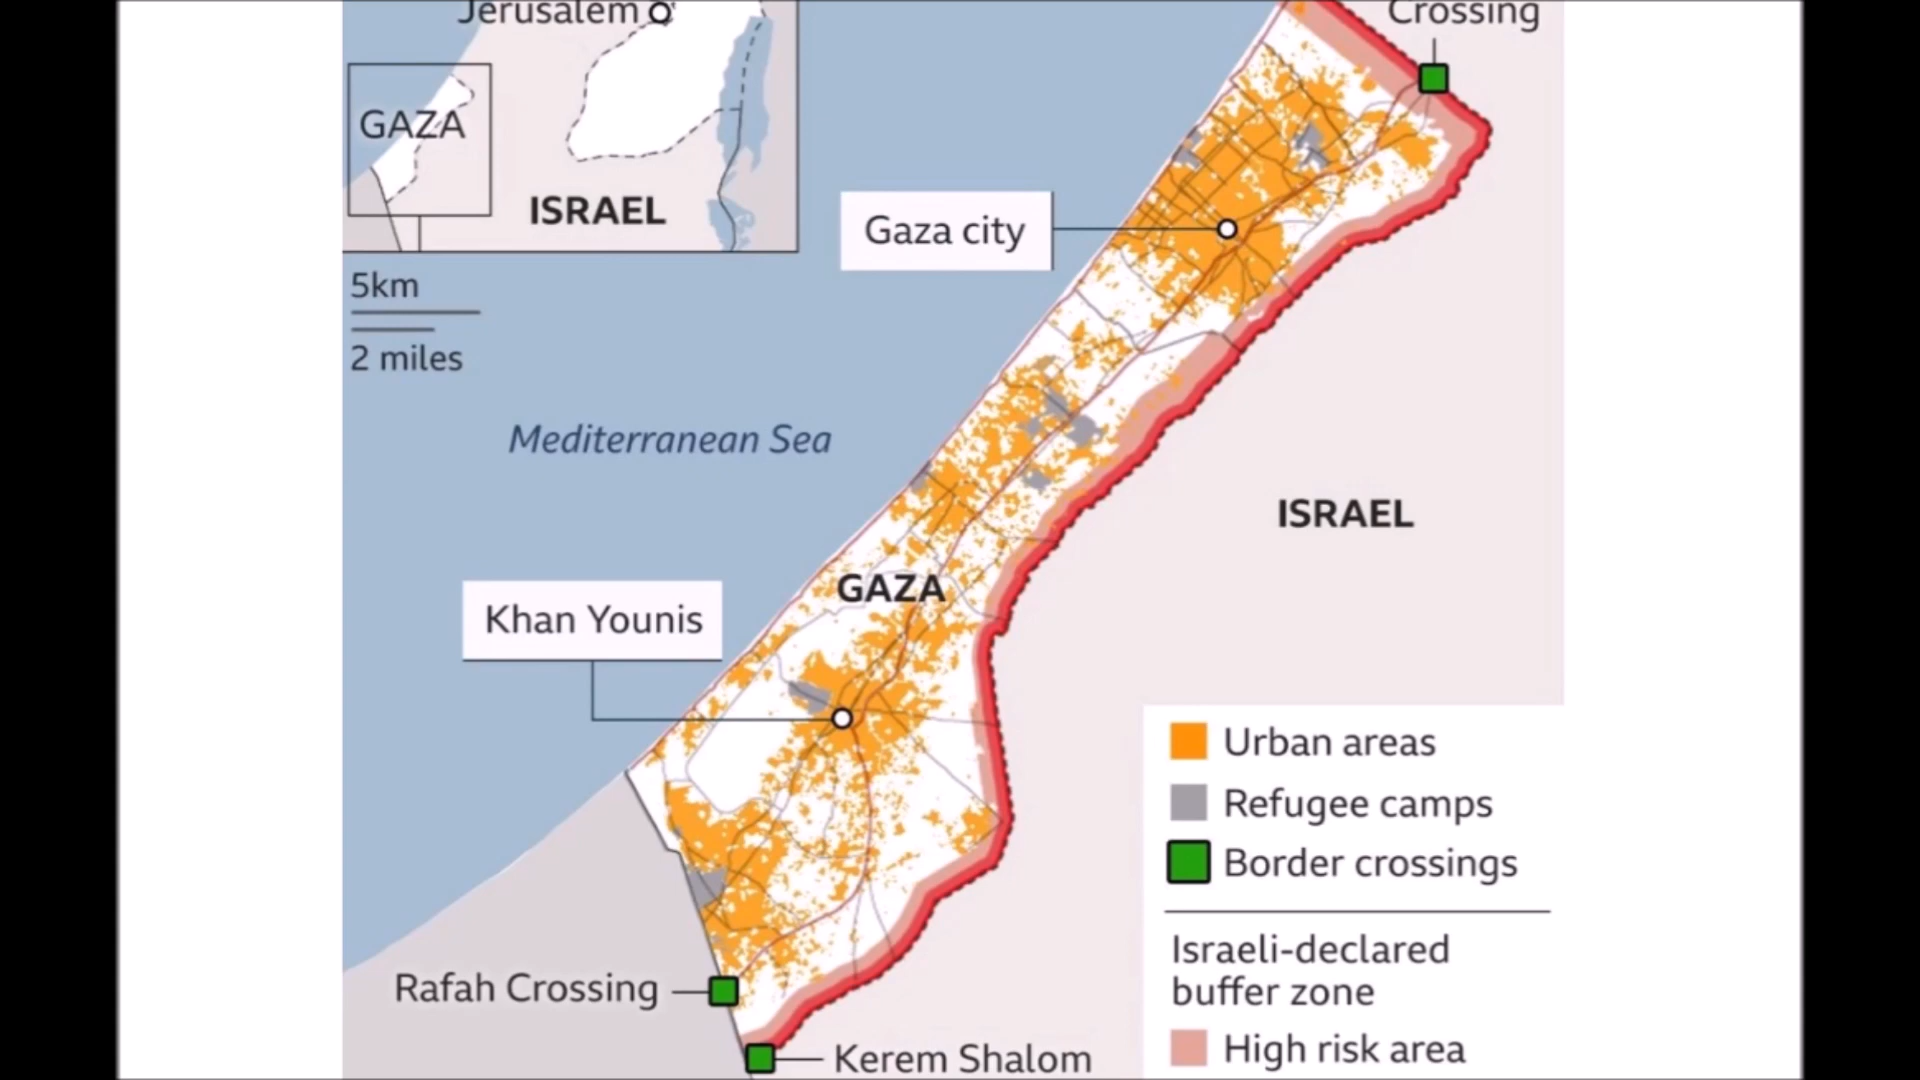 Jerusalem
Crossing
GAZA
ISRAEL
Gaza city
5km
2 miles
Mediterranean Sea
ISRAEL
GAZA
Khan Younis
Urban areas
Refugee camps
Border crossings
Israeli-declared
buffer zone
Rafah Crossing
High risk area
Kerem Shalom